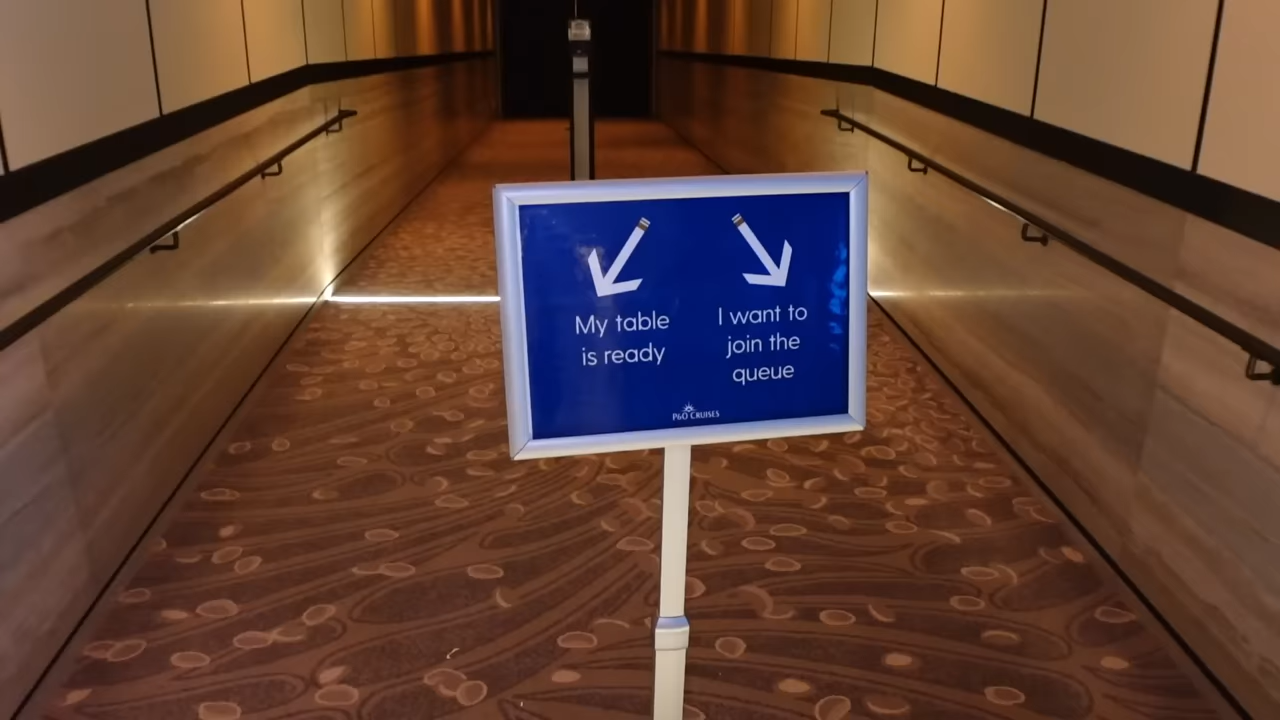 My table
is ready
I want to
join the
queue
P&O CRUISES